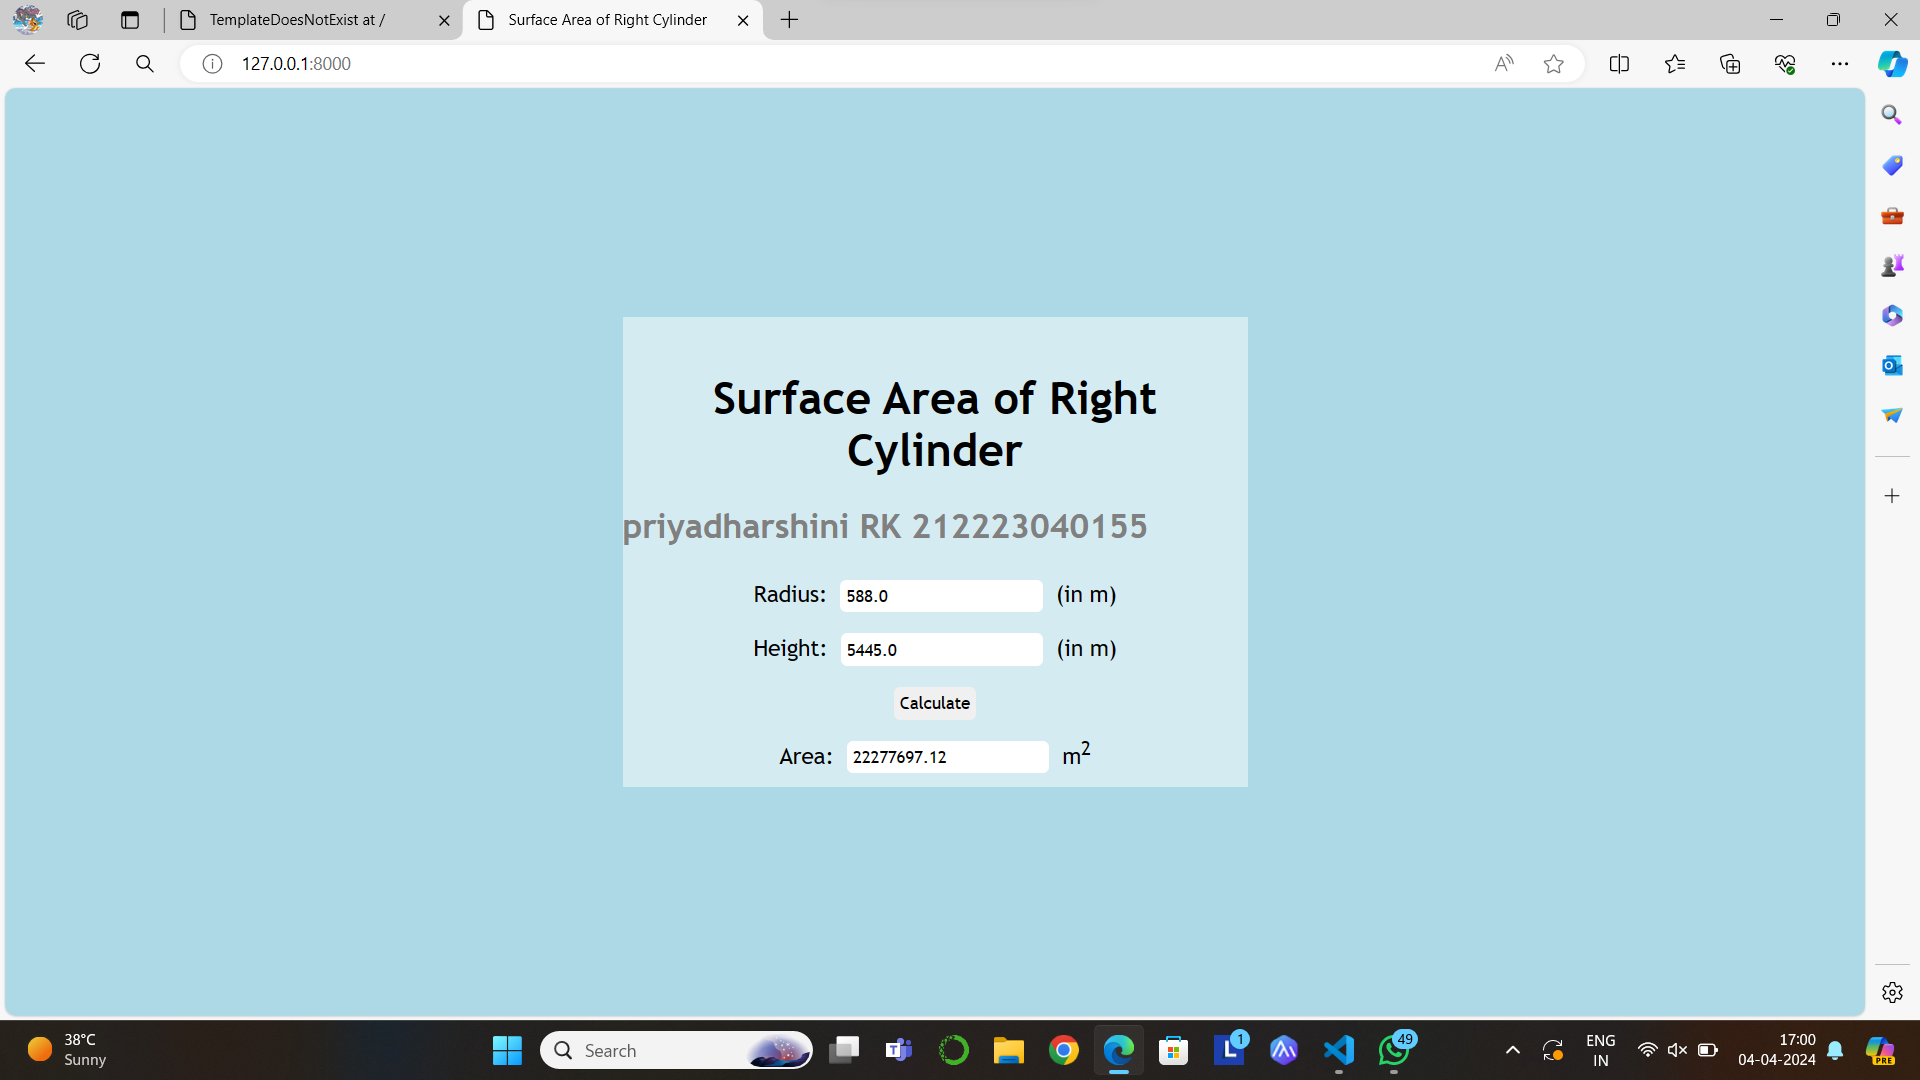 TemplateDoesNotExist at /
Surface Area of Right Cylinder
127.0.0.1:8000
Surface Area of Right
Cylinder
priyadharshini RK 212223040155
Radius: 588.0 (in m)
Height: 5445.0 (in m)
Calculate
Area: 22277697.12 m2
38°C
Sunny
Search
1
49
ENG
IN
17:00
04-04-2024
PRE